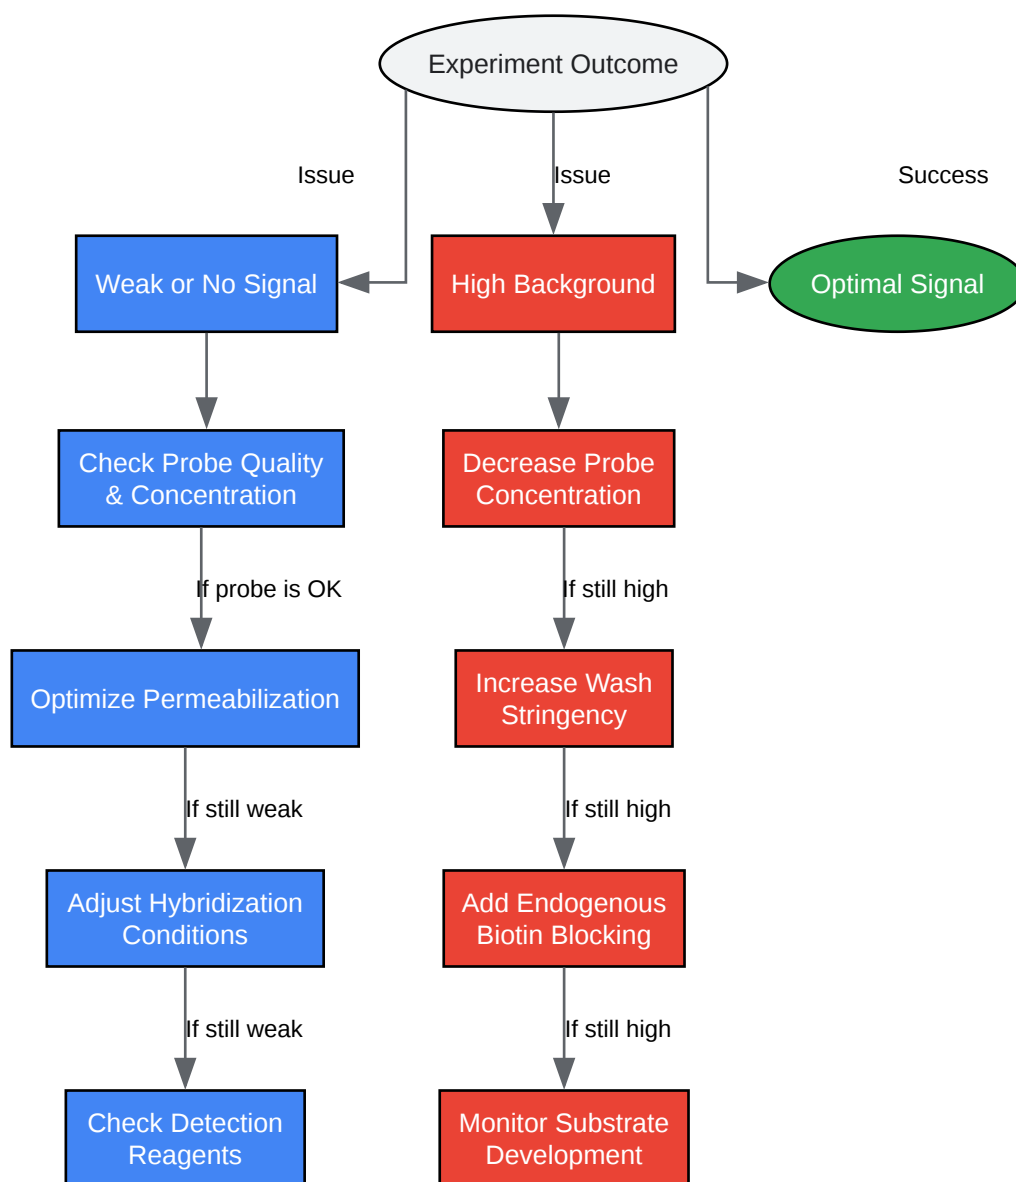 Experiment Outcome
Issue
Issue
Success
Weak or No Signal
High Background
Optimal Signal
Check Probe Quality
& Concentration
Decrease Probe
Concentration
If probe is OK
If still high
Optimize Permeabilization
Increase Wash
Stringency
If still weak
If still high
Adjust Hybridization
Conditions
Add Endogenous
Biotin Blocking
If still weak
If still high
Check Detection
Reagents
Monitor Substrate
Development